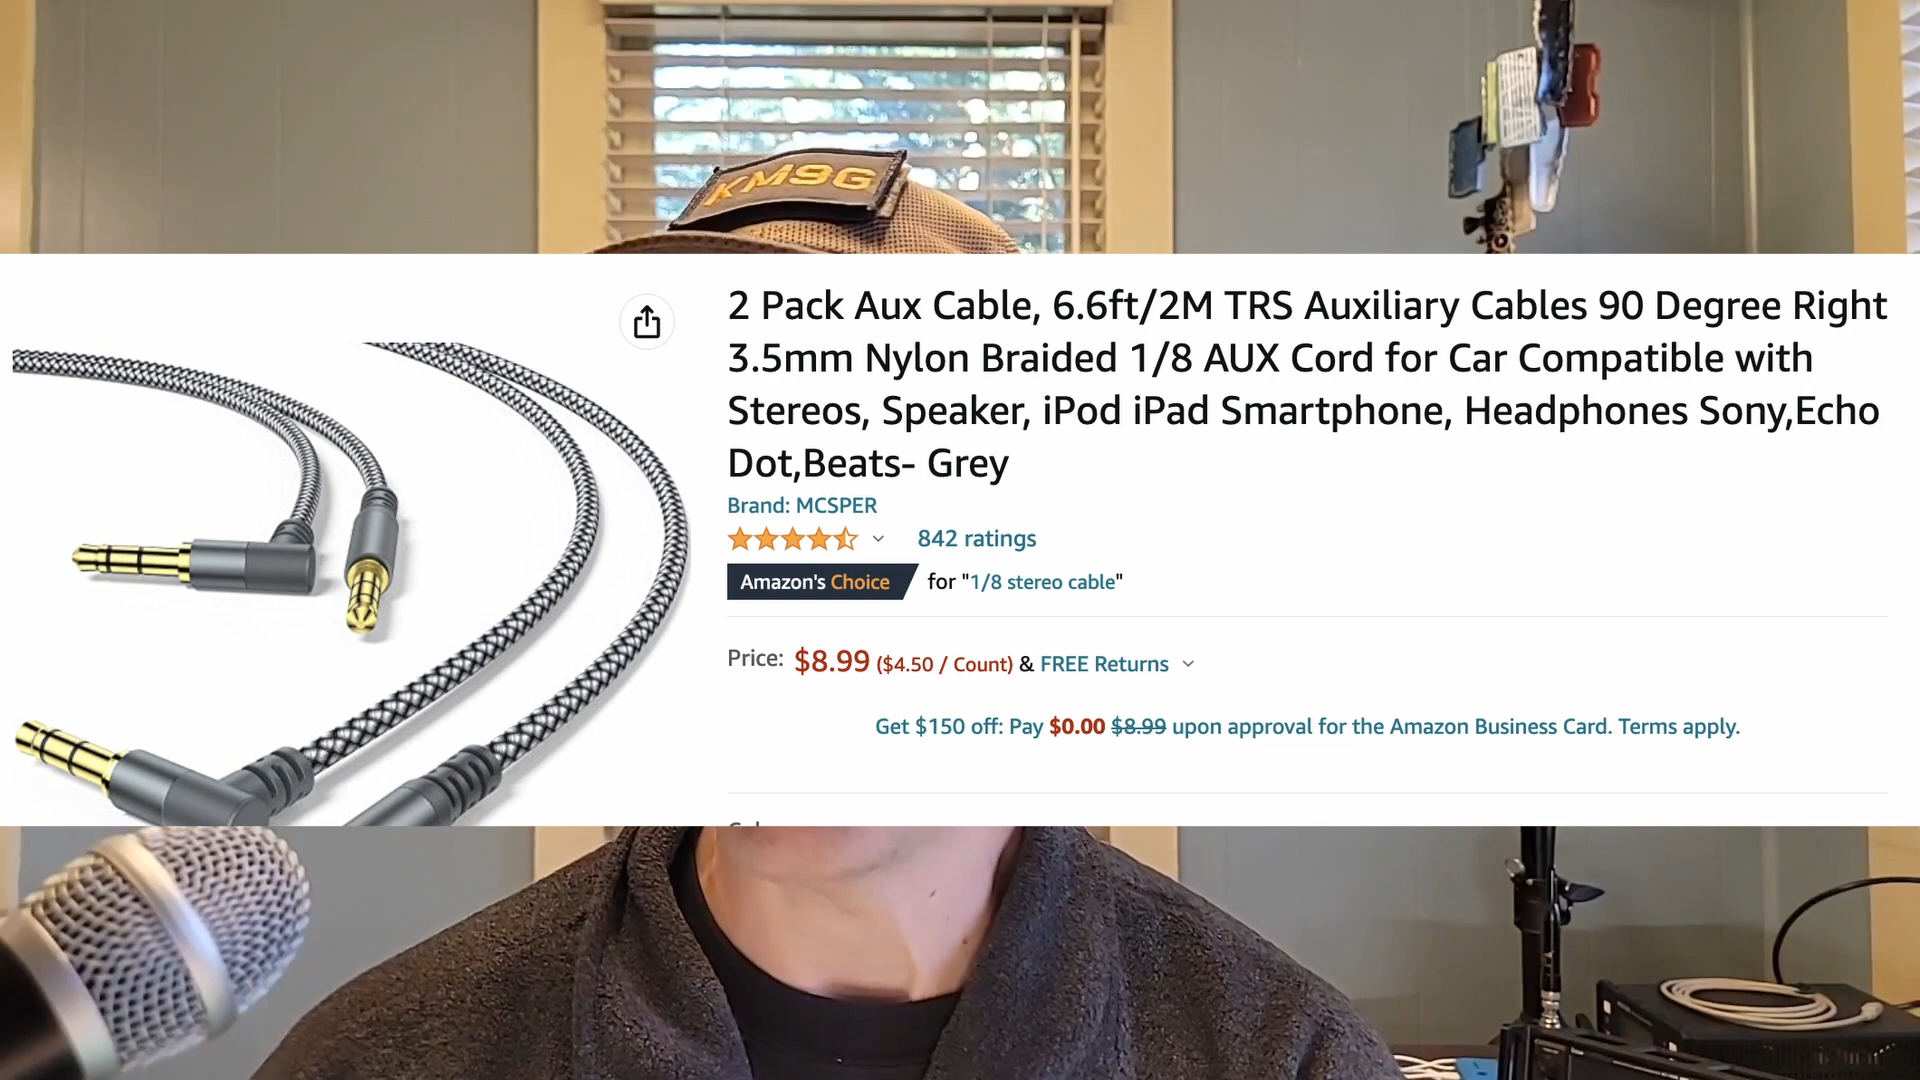 KM9G
2 Pack Aux Cable, 6.6ft/2M TRS Auxiliary Cables 90 Degree Right
3.5mm Nylon Braided 1/8 AUX Cord for Car Compatible with
Stereos, Speaker, iPod iPad Smartphone, Headphones Sony,Echo
Dot,Beats- Grey
Brand: MCSPER
842 ratings
Amazon's Choice for "1/8 stereo cable"
Price: $8.99 ($4.50 / Count) & FREE Returns
Get $150 off: Pay $0.00 $8.99 upon approval for the Amazon Business Card. Terms apply.